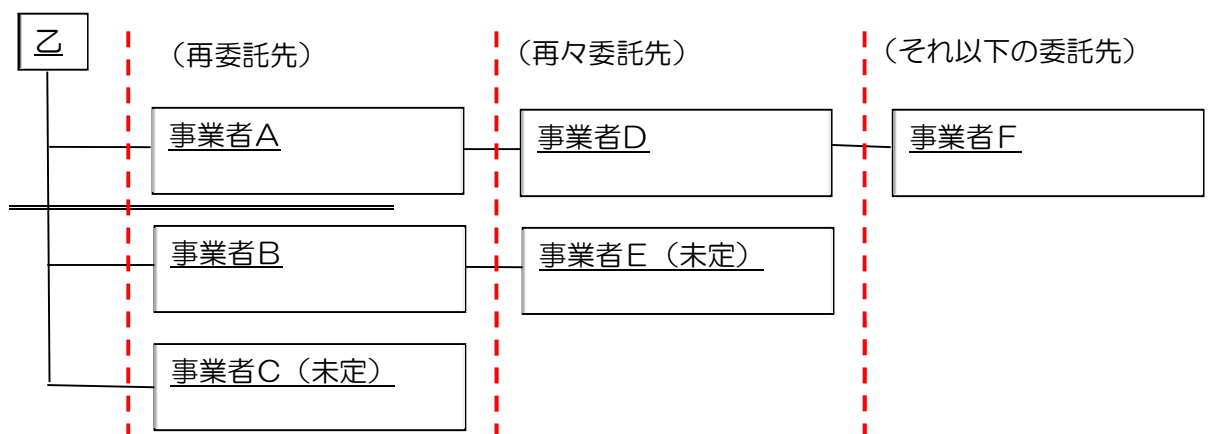 乙
（再委託先）
（再々委託先）
（それ以下の委託先）
事業者A
事業者D
事業者F
事業者B
事業者E（未定）
事業者C（未定）